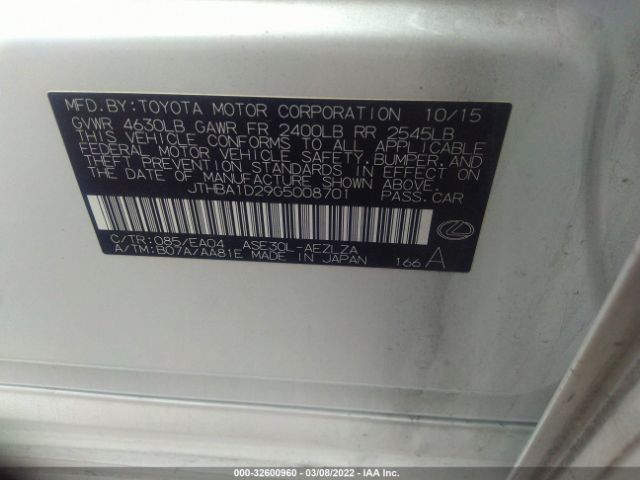 MFD. BY: TOYOTA MOTOR CORPORATION 10/15
GVWR 4630LB GAWR FR 2400LB RR 2545LB
THIS VEHICLE CONFORMS TO ALL APPLICABLE
FEDERAL MOTOR VEHICLE SAFETY, BUMPER, AND
THEFT PREVENTION STANDARDS IN EFFECT ON
THE DATE OF MANUFACTURE SHOWN ABOVE.
JTHBA1D29G5008701 PASS. CAR
C/TR: 085/EA04 ASE30L-AEZLZA
A/TM: B07A/AA81E MADE IN JAPAN 166 A
000-32600960 - 03/08/2022 - IAA Inc.